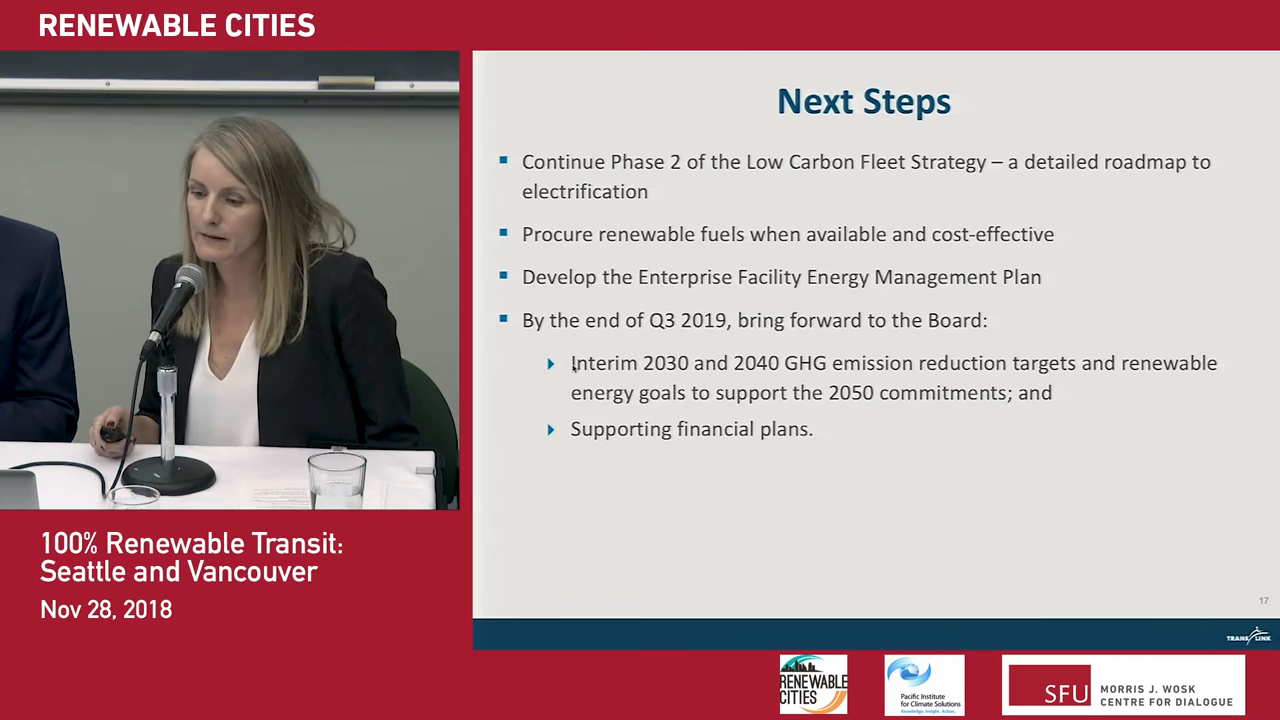 RENEWABLE CITIES
Next Steps
Continue Phase 2 of the Low Carbon Fleet Strategy – a detailed roadmap to
electrification
Procure renewable fuels when available and cost-effective
Develop the Enterprise Facility Energy Management Plan
By the end of Q3 2019, bring forward to the Board:
Interim 2030 and 2040 GHG emission reduction targets and renewable
energy goals to support the 2050 commitments; and
Supporting financial plans.
17
TRANSLINK
100% Renewable Transit:
Seattle and Vancouver
Nov 28, 2018
RENEWABLE
CITIES
Pacific Institute
for Climate Solutions
Knowledge. Insight. Action.
SFU
MORRIS J. WOSK
CENTRE FOR DIALOGUE